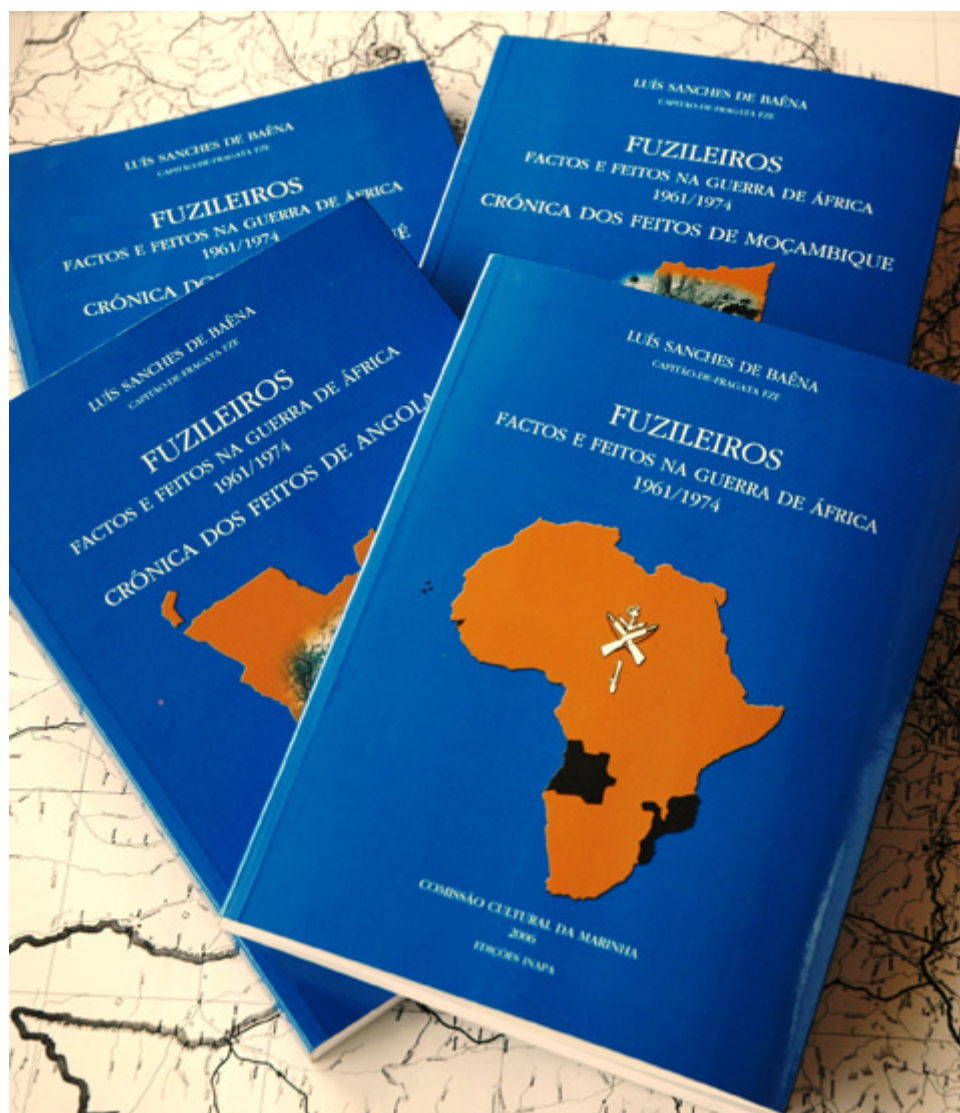 LUÍS SANCHES DE BAÊNA
CAPITÃO-DE-FRAGATA FZE
FUZILEIROS
FACTOS E FEITOS NA GUERRA DE ÁFRICA
1961/1974
CRÓNICA DOS
LUÍS SANCHES DE BAÊNA
CAPITÃO-DE-FRAGATA FZE
FUZILEIROS
FACTOS E FEITOS NA GUERRA DE ÁFRICA
1961/1974
CRÓNICA DOS FEITOS DE MOÇAMBIQUE
LUÍS SANCHES DE BAÊNA
CAPITÃO-DE-FRAGATA FZE
FUZILEIROS
FACTOS E FEITOS NA GUERRA DE ÁFRICA
1961/1974
CRÓNICA DOS FEITOS DE ANGOLA
LUÍS SANCHES DE BAÊNA
CAPITÃO-DE-FRAGATA FZE
FUZILEIROS
FACTOS E FEITOS NA GUERRA DE ÁFRICA
1961/1974
COMISSÃO CULTURAL DA MARINHA
2006
EDIÇÕES INAPA